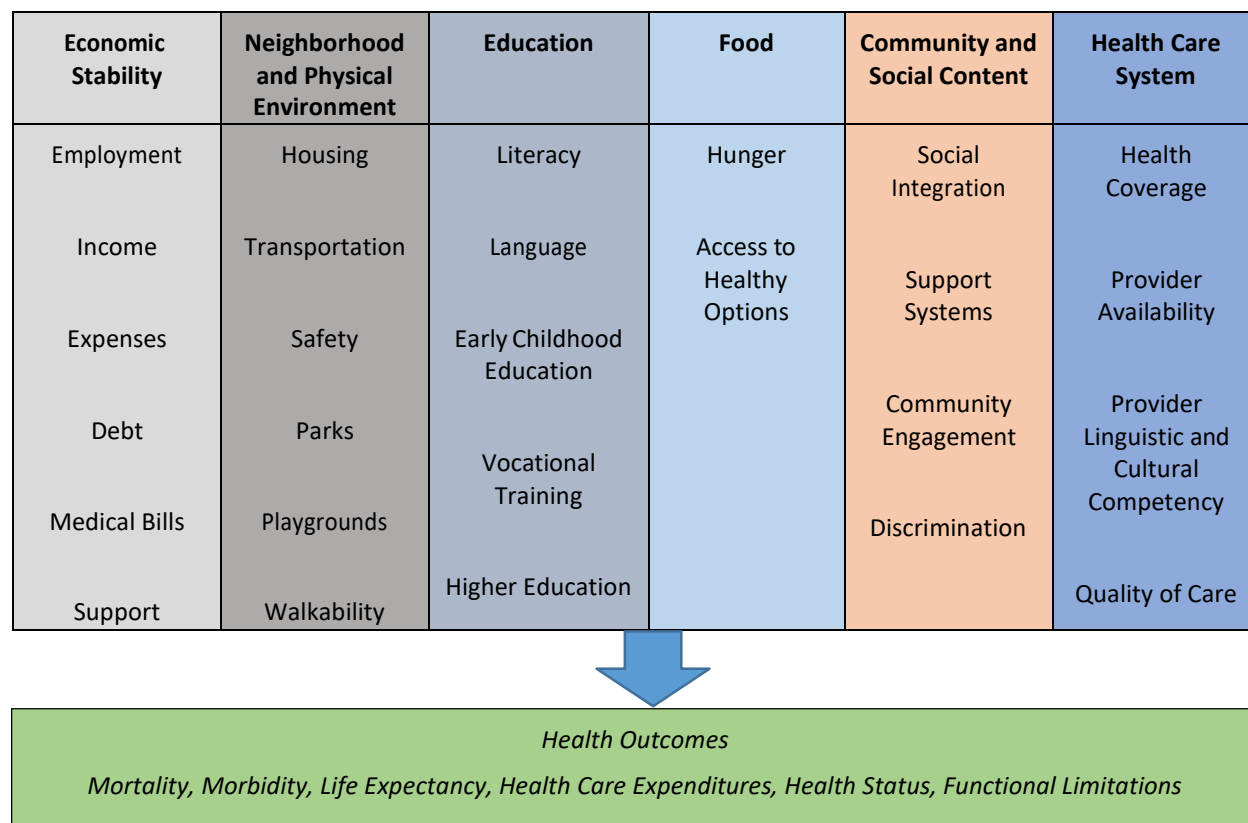 Economic
Stability
Neighborhood
and Physical
Environment
Education
Food
Community and
Social Content
Health Care
System
Employment
Income
Expenses
Debt
Medical Bills
Support
Housing
Transportation
Safety
Parks
Playgrounds
Walkability
Literacy
Language
Early Childhood
Education
Vocational
Training
Higher Education
Hunger
Access to
Healthy
Options
Social
Integration
Support
Systems
Community
Engagement
Discrimination
Health
Coverage
Provider
Availability
Provider
Linguistic and
Cultural
Competency
Quality of Care
Health Outcomes
Mortality, Morbidity, Life Expectancy, Health Care Expenditures, Health Status, Functional Limitations